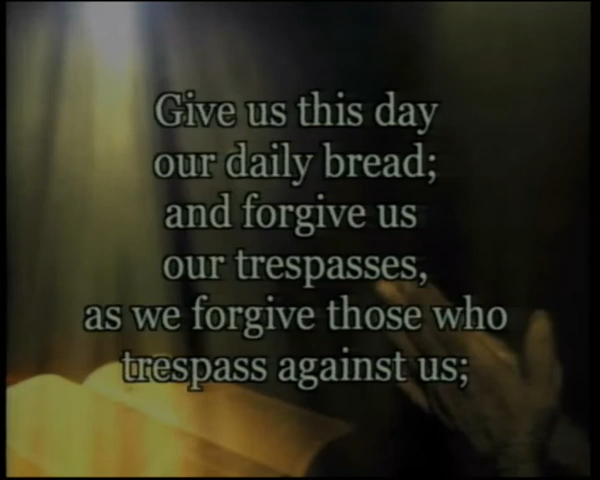 Give us this day
our daily bread;
and forgive us
our trespasses,
as we forgive those who
trespass against us;